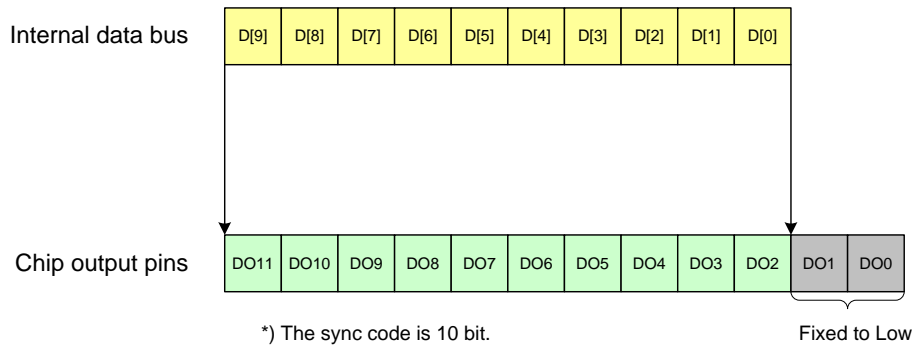 Internal data bus D[9] D[8] D[7] D[6] D[5] D[4] D[3] D[2] D[1] D[0]
Chip output pins DO11 DO10 DO9 DO8 DO7 DO6 DO5 DO4 DO3 DO2 DO1 DO0
*) The sync code is 10 bit. Fixed to Low